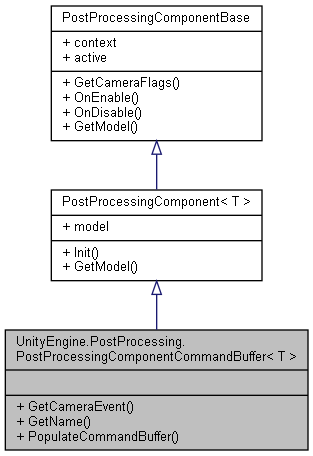 PostProcessingComponentBase
+ context
+ active
+ GetCameraFlags()
+ OnEnable()
+ OnDisable()
+ GetModel()
PostProcessingComponent< T >
+ model
+ Init()
+ GetModel()
UnityEngine.PostProcessing.
PostProcessingComponentCommandBuffer< T >
+ GetCameraEvent()
+ GetName()
+ PopulateCommandBuffer()